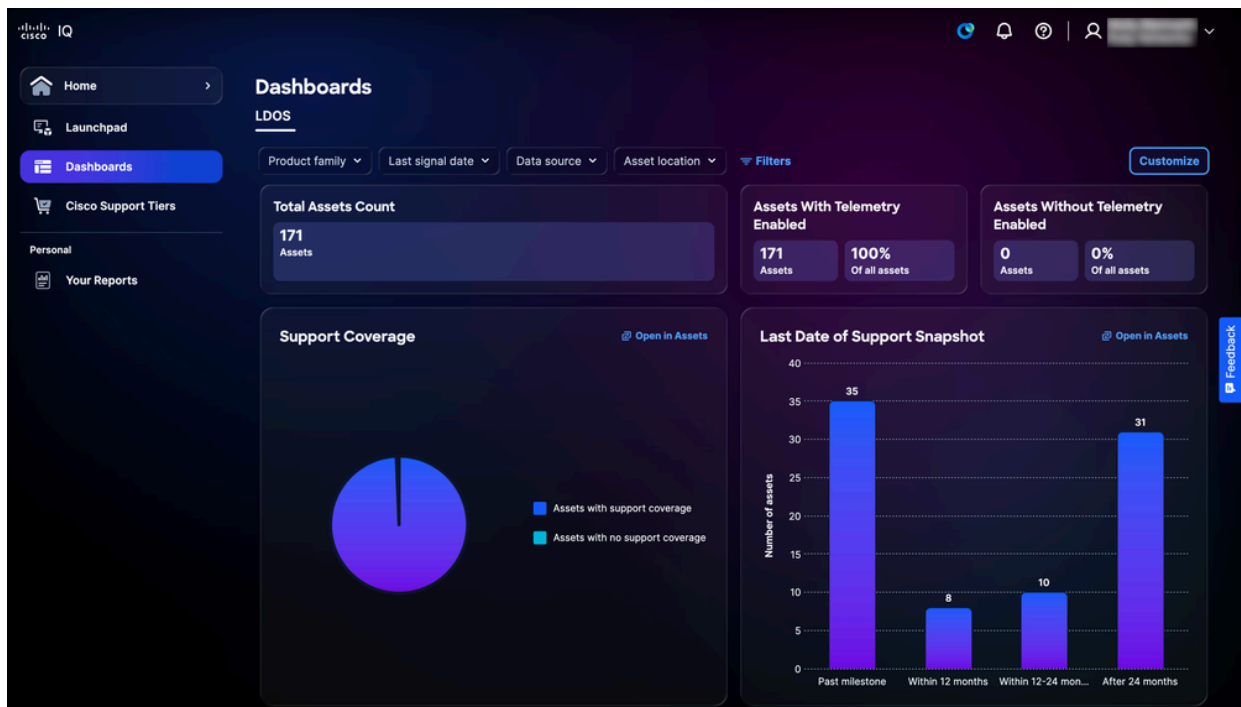 cisco IQ
Home
Launchpad
Dashboards
Cisco Support Tiers
Personal
Your Reports
Dashboards
LDOS
Product family
Last signal date
Data source
Asset location
Filters
Customize
Total Assets Count
171
Assets
Assets With Telemetry
Enabled
171
Assets
100%
Of all assets
Assets Without Telemetry
Enabled
0
Assets
0%
Of all assets
Support Coverage
Open in Assets
Assets with support coverage
Assets with no support coverage
Last Date of Support Snapshot
Open in Assets
Number of assets
40
35
30
25
20
15
10
5
0
35
8
10
31
Past milestone
Within 12 months
Within 12-24 mon...
After 24 months
Feedback